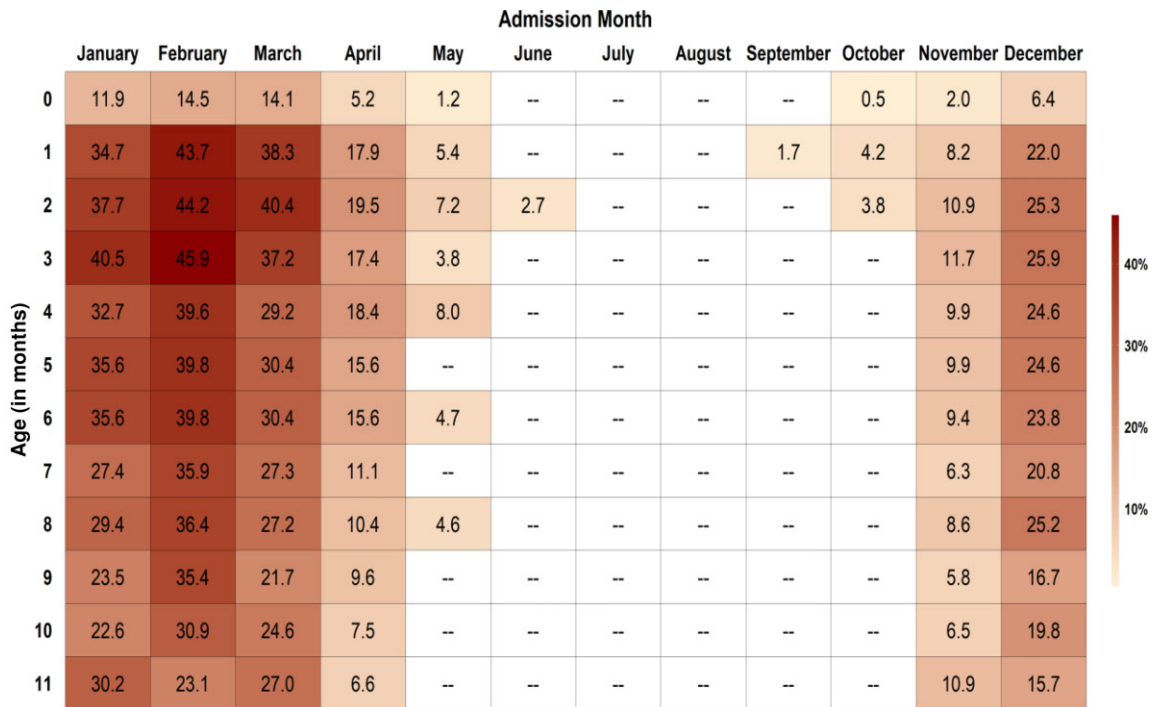 Admission Month
January February March April May June July August September October November December
0 11.9 14.5 14.1 5.2 1.2 -- -- -- -- 0.5 2.0 6.4
1 34.7 43.7 38.3 17.9 5.4 -- -- -- 1.7 4.2 8.2 22.0
2 37.7 44.2 40.4 19.5 7.2 2.7 -- -- -- 3.8 10.9 25.3
3 40.5 45.9 37.2 17.4 3.8 -- -- -- -- -- 11.7 25.9
4 32.7 39.6 29.2 18.4 8.0 -- -- -- -- -- 9.9 24.6
5 35.6 39.8 30.4 15.6 -- -- -- -- -- -- 9.9 24.6
6 35.6 39.8 30.4 15.6 4.7 -- -- -- -- -- 9.4 23.8
7 27.4 35.9 27.3 11.1 -- -- -- -- -- -- 6.3 20.8
8 29.4 36.4 27.2 10.4 4.6 -- -- -- -- -- 8.6 25.2
9 23.5 35.4 21.7 9.6 -- -- -- -- -- -- 5.8 16.7
10 22.6 30.9 24.6 7.5 -- -- -- -- -- -- 6.5 19.8
11 30.2 23.1 27.0 6.6 -- -- -- -- -- -- 10.9 15.7
Age (in months)
40%
30%
20%
10%